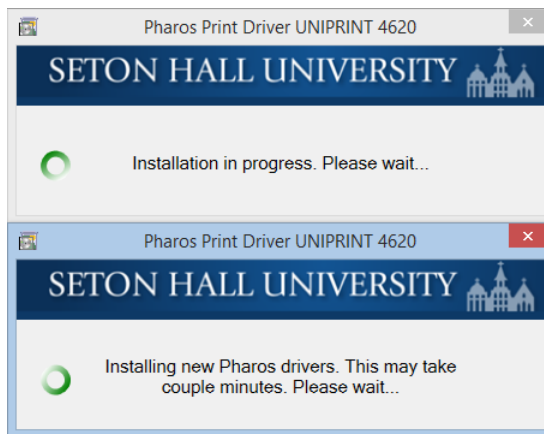 Pharos Print Driver UNIPRINT 4620
SETON HALL UNIVERSITY
Installation in progress. Please wait...
Pharos Print Driver UNIPRINT 4620
SETON HALL UNIVERSITY
Installing new Pharos drivers. This may take
couple minutes. Please wait...